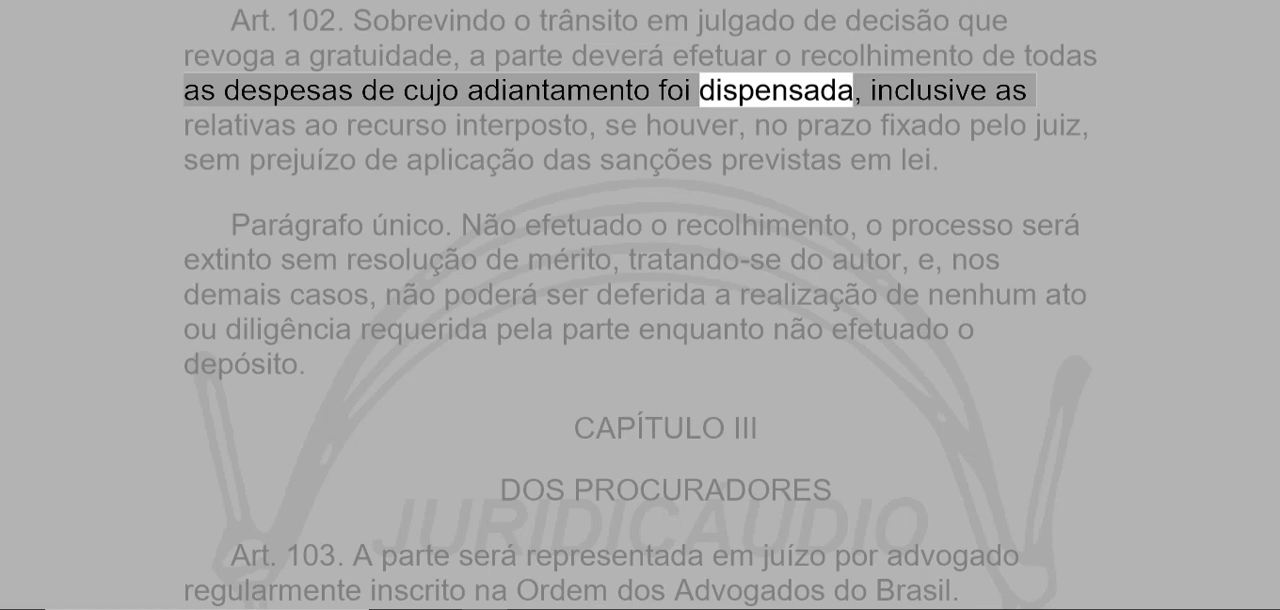 Art. 102. Sobrevindo o trânsito em julgado de decisão que
revoga a gratuidade, a parte deverá efetuar o recolhimento de todas
as despesas de cujo adiantamento foi dispensada, inclusive as
relativas ao recurso interposto, se houver, no prazo fixado pelo juiz,
sem prejuízo de aplicação das sanções previstas em lei.
Parágrafo único. Não efetuado o recolhimento, o processo será
extinto sem resolução de mérito, tratando-se do autor, e, nos
demais casos, não poderá ser deferida a realização de nenhum ato
ou diligência requerida pela parte enquanto não efetuado o
depósito.
CAPÍTULO III
DOS PROCURADORES
JURIDICAUDIO
Art. 103. A parte será representada em juízo por advogado
regularmente inscrito na Ordem dos Advogados do Brasil.